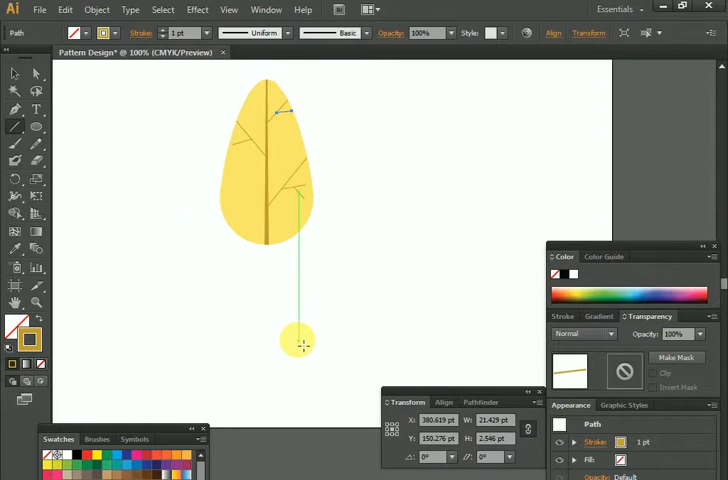 Ai File Edit Object Type Select Effect View Window Help Br Essentials
Path Stroke: 1 pt Uniform Basic Opacity: 100% Style: Align Transform
Pattern Design* @ 100% (CMYK/Preview) ×
T
Color Color Guide
Stroke Gradient Transparency
Normal Opacity: 100%
Make Mask
Clip
Invert Mask
Transform Align Pathfinder
X: 380.619 pt W: 21.429 pt
Y: 150.276 pt H: 2.546 pt
0° 0°
Appearance Graphic Styles
Path
Stroke: 1 pt
Fill:
Opacity: Default
Swatches Brushes Symbols